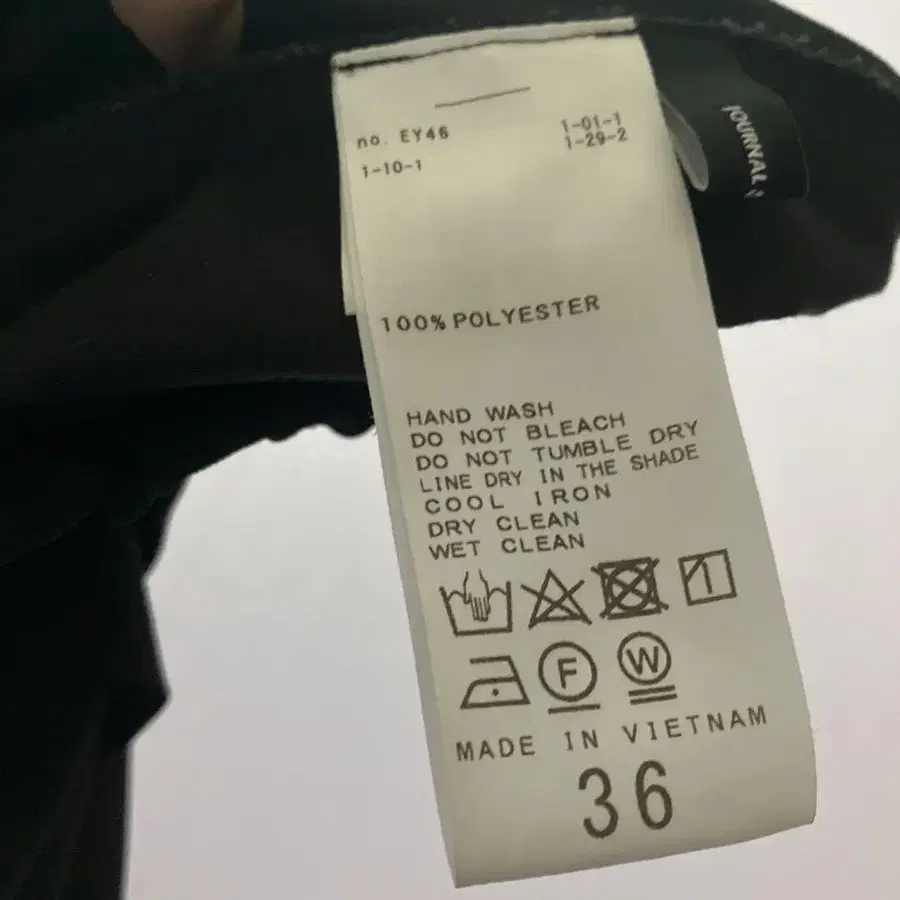 no. EY46
1-01-1
1-29-2
1-10-1
JOURNAL
100% POLYESTER
HAND WASH
DO NOT BLEACH
DO NOT TUMBLE DRY
LINE DRY IN THE SHADE
COOL IRON
DRY CLEAN
WET CLEAN
F
W
MADE IN VIETNAM
36